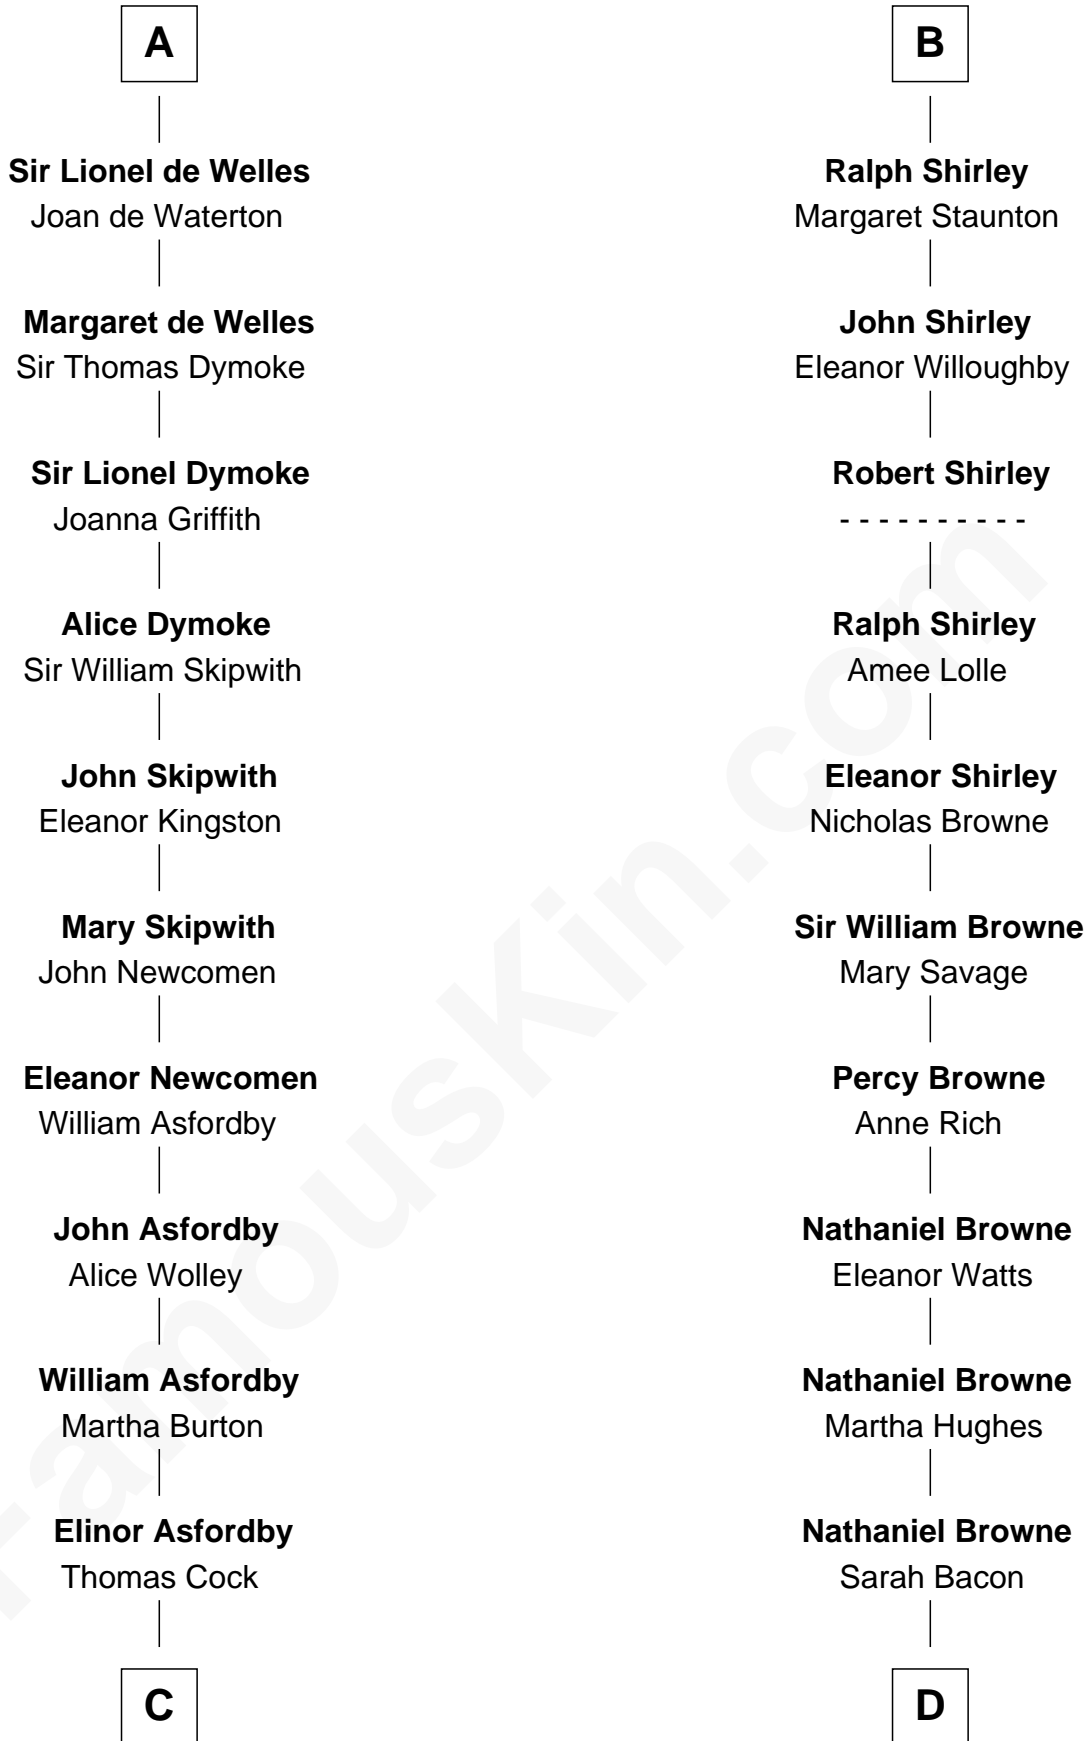 A
Sir Lionel de Welles
Joan de Waterton
Margaret de Welles
Sir Thomas Dymoke
Sir Lionel Dymoke
Joanna Griffith
Alice Dymoke
Sir William Skipwith
John Skipwith
Eleanor Kingston
Mary Skipwith
John Newcomen
Eleanor Newcomen
William Asfordby
John Asfordby
Alice Wolley
William Asfordby
Martha Burton
Elinor Asfordby
Thomas Cock
C
B
Ralph Shirley
Margaret Staunton
John Shirley
Eleanor Willoughby
Robert Shirley
- - - - - - - - - -
Ralph Shirley
Amee Lolle
Eleanor Shirley
Nicholas Browne
Sir William Browne
Mary Savage
Percy Browne
Anne Rich
Nathaniel Browne
Eleanor Watts
Nathaniel Browne
Martha Hughes
Nathaniel Browne
Sarah Bacon
D
FamousKin.com